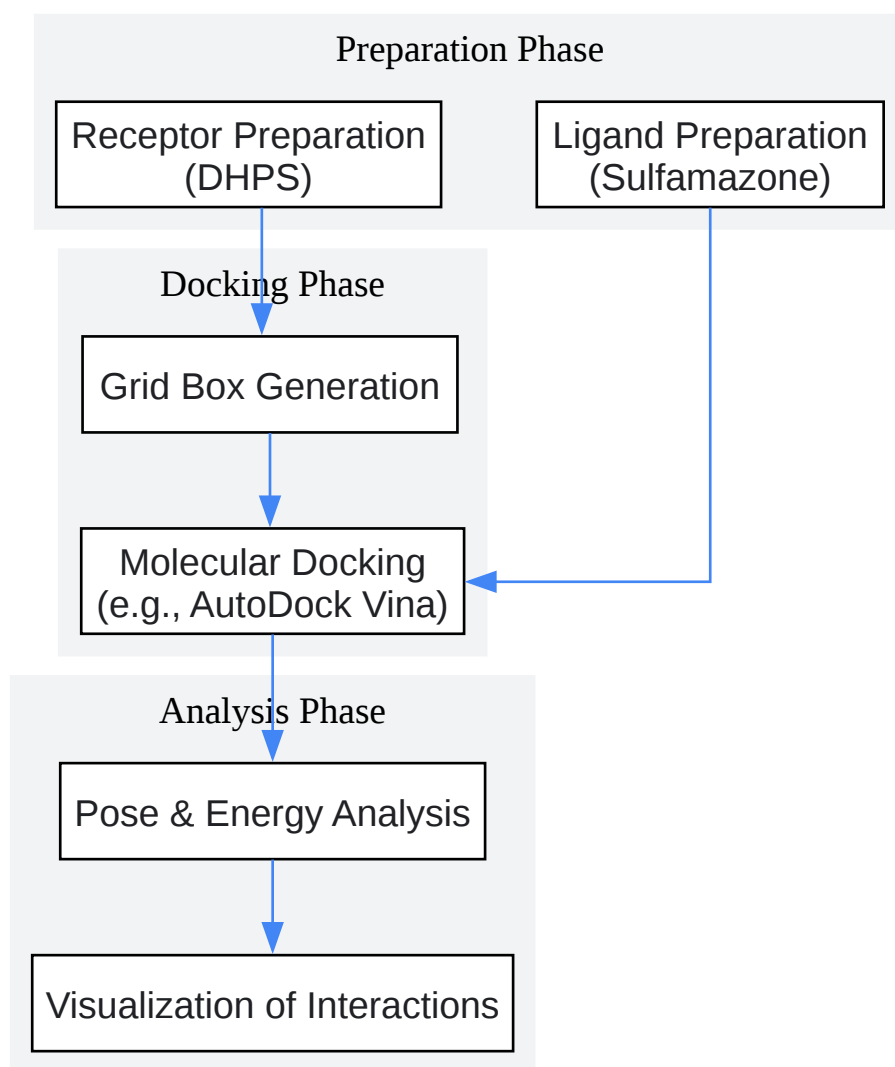 Preparation Phase
Receptor Preparation
(DHPS)
Ligand Preparation
(Sulfamazone)
Docking Phase
Grid Box Generation
Molecular Docking
(e.g., AutoDock Vina)
Analysis Phase
Pose & Energy Analysis
Visualization of Interactions